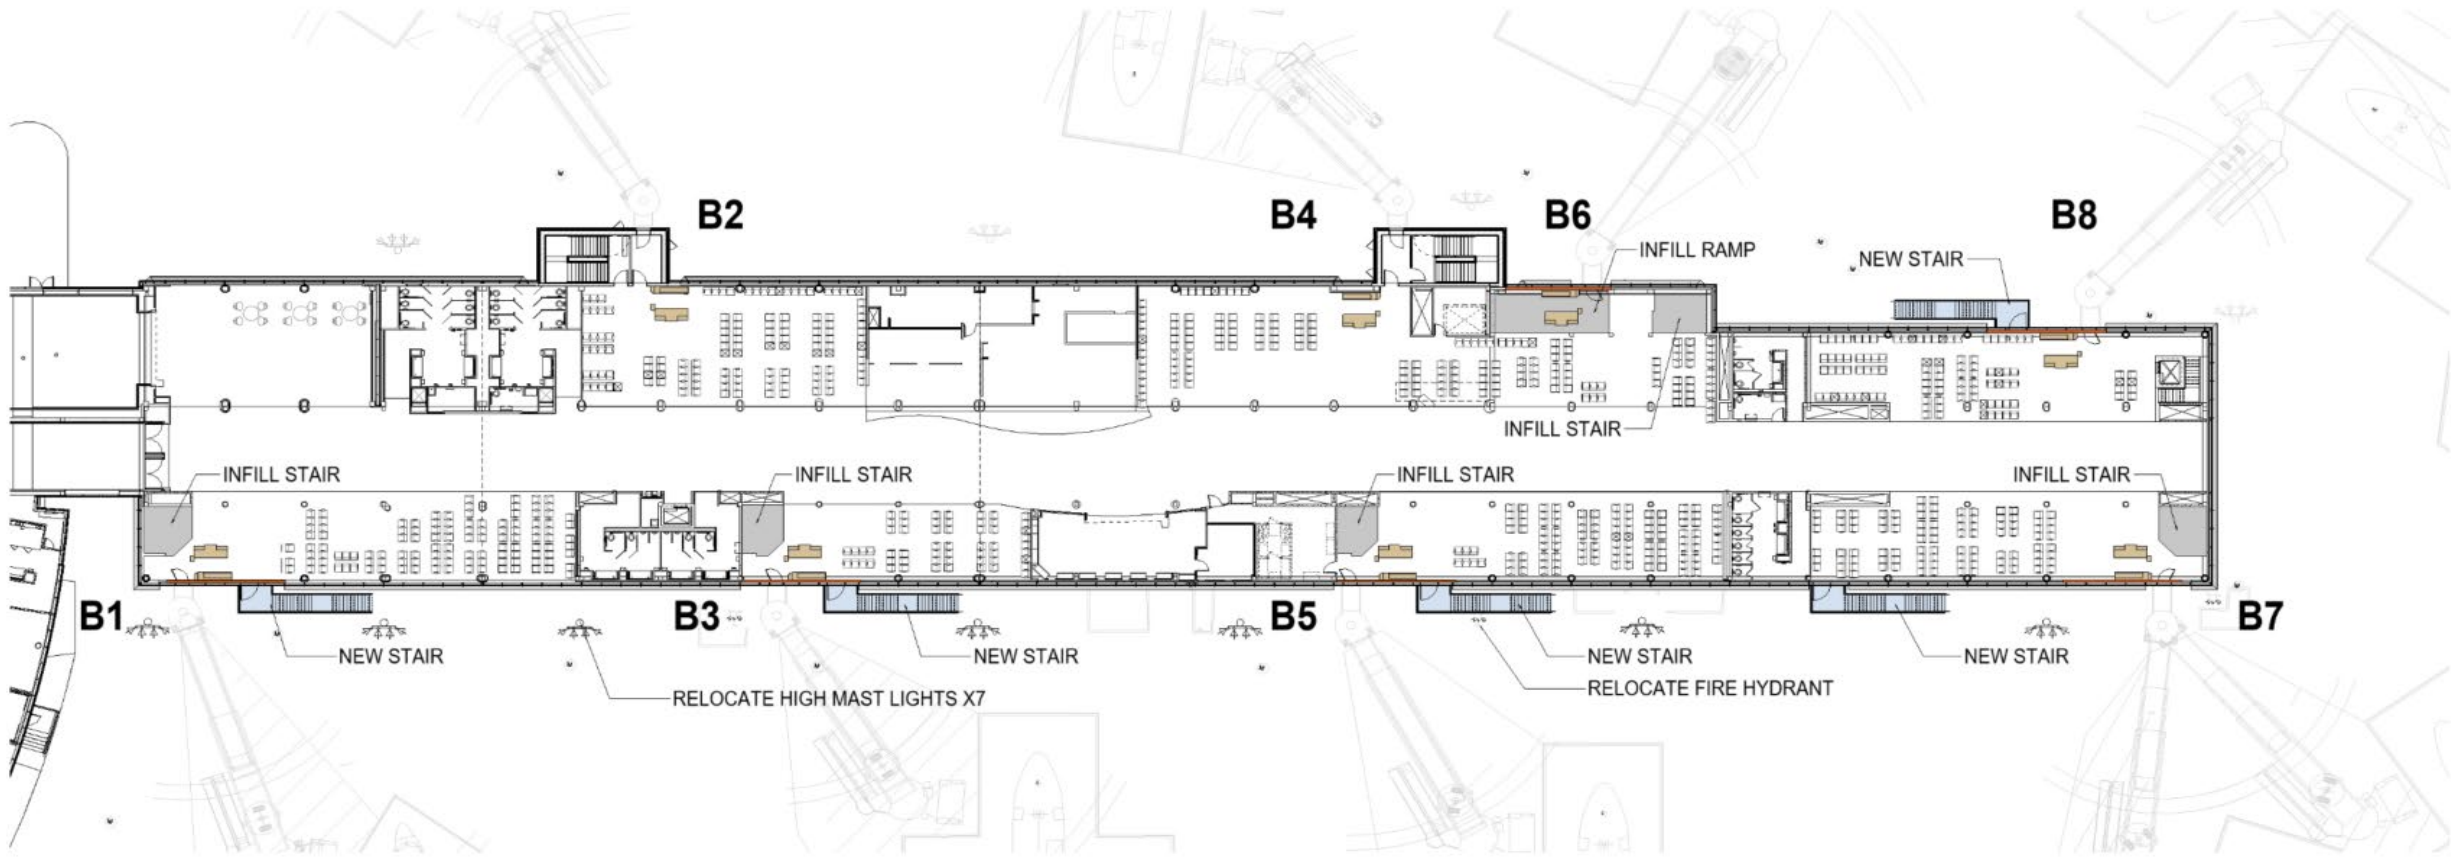 B2
B4
B6
B8
INFILL RAMP
NEW STAIR
INFILL STAIR
INFILL STAIR
INFILL STAIR
INFILL STAIR
INFILL STAIR
B1
B3
B5
B7
NEW STAIR
NEW STAIR
NEW STAIR
NEW STAIR
RELOCATE HIGH MAST LIGHTS X7
RELOCATE FIRE HYDRANT